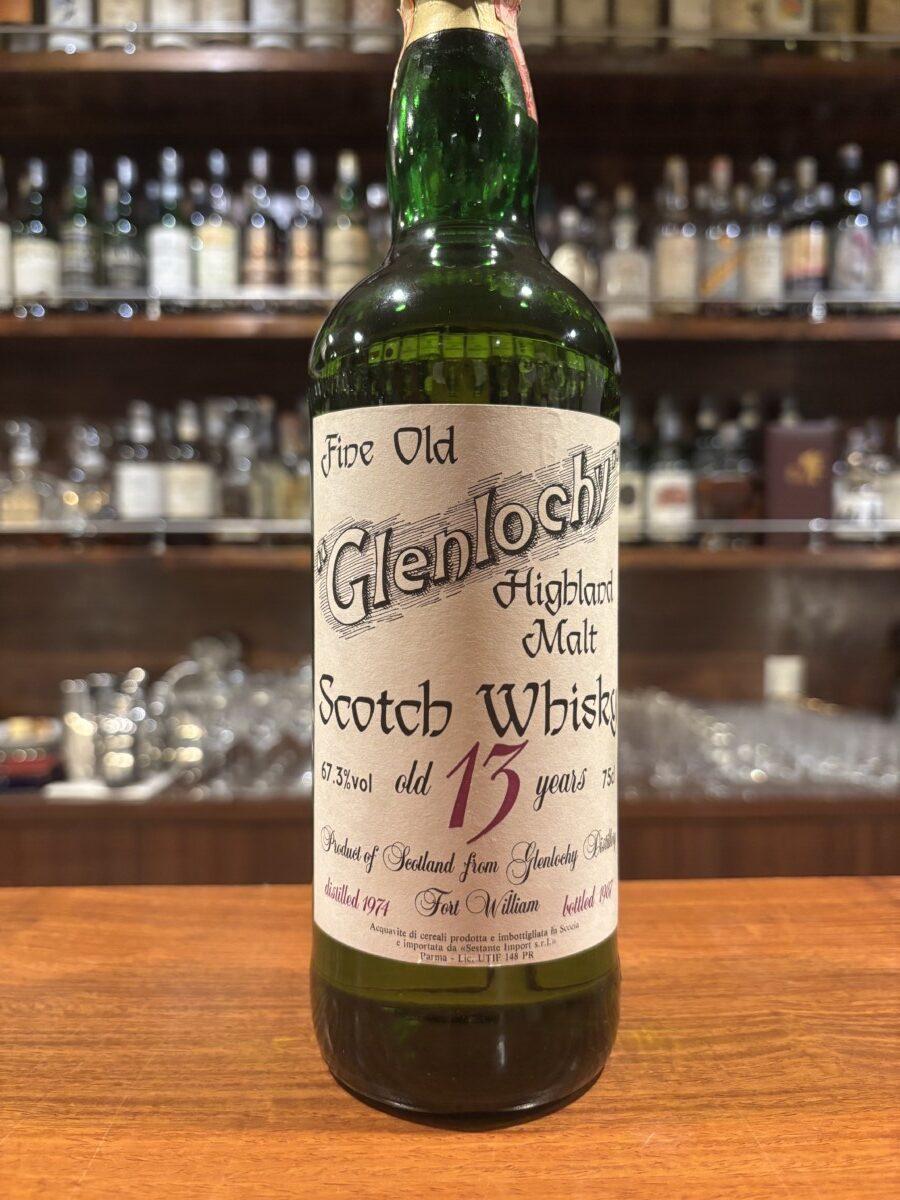 Fine Old
"Glenlochy"
Highland
Malt
Scotch Whisky
67.3%vol old 13 years 75cl
Product of Scotland from Glenlochy Distillery
distilled 1974 Fort William bottled 1987
Acquavite di cereali prodotta e imbottigliata in Scozia
e importata da «Sestante Import s.r.l.»
Parma - Lic. UTIF 148 PR